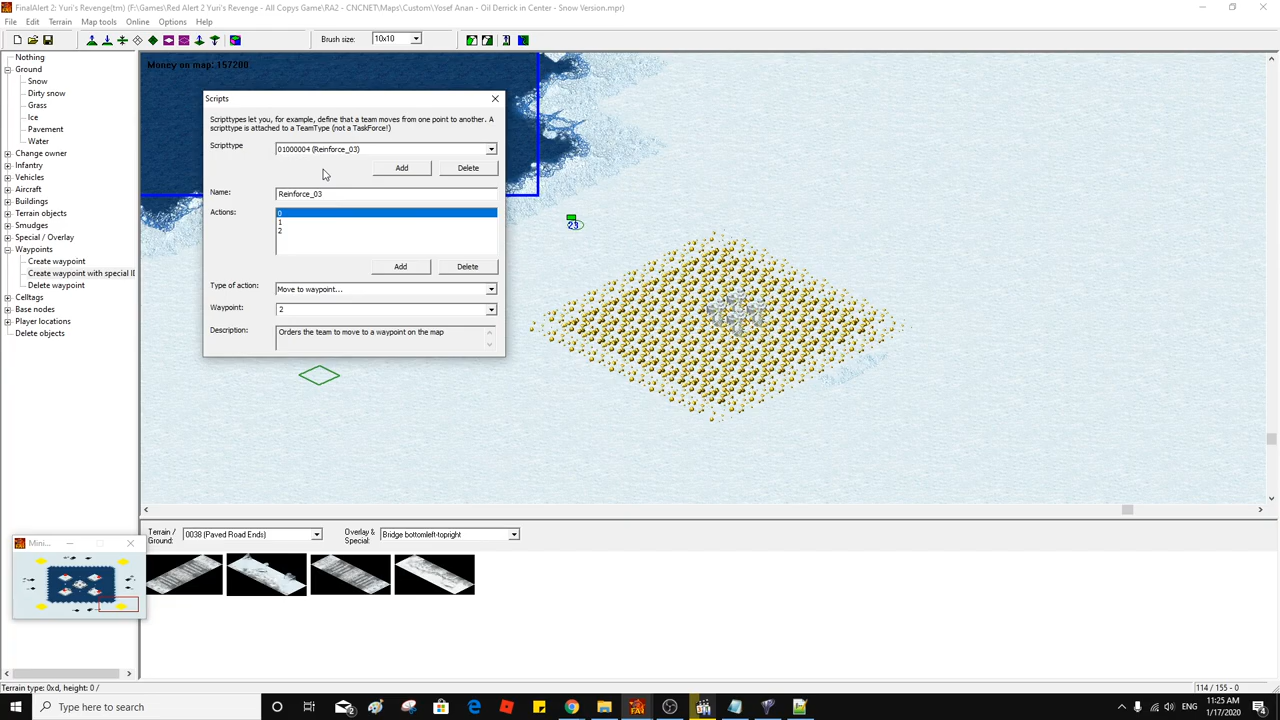 FinalAlert 2: Yuri's Revenge(tm) (F:\Games\Red Alert 2 Yuri's Revenge - All Copys Game\RA2 - CNCNET\Maps\Custom\Yosef Anan - Oil Derrick in Center - Snow Version.mpr)
File Edit Terrain Map tools Online Options Help
Brush size: 10x10
Nothing
Ground
Snow
Dirty snow
Grass
Ice
Pavement
Water
Change owner
Infantry
Vehicles
Aircraft
Buildings
Terrain objects
Smudges
Special / Overlay
Waypoints
Create waypoint
Create waypoint with special I
Delete waypoint
Celltags
Base nodes
Player locations
Delete objects
Money on map: 157200
Scripts
Scripttypes let you, for example, define that a team moves from one point to another. A
scripttype is attached to a TeamType (not a TaskForce!)
Scripttype 01000004 (Reinforce_03)
Add Delete
Name: Reinforce_03
Actions: 0
1
2
Add Delete
Type of action: Move to waypoint...
Waypoint: 2
Description: Orders the team to move to a waypoint on the map
23
Mini...
Terrain / Ground: 0038 (Paved Road Ends) Overlay & Special: Bridge bottomleft-topright
Terrain type: 0xd, height: 0 / 114 / 155 - 0
Type here to search
11:25 AM
1/17/2020